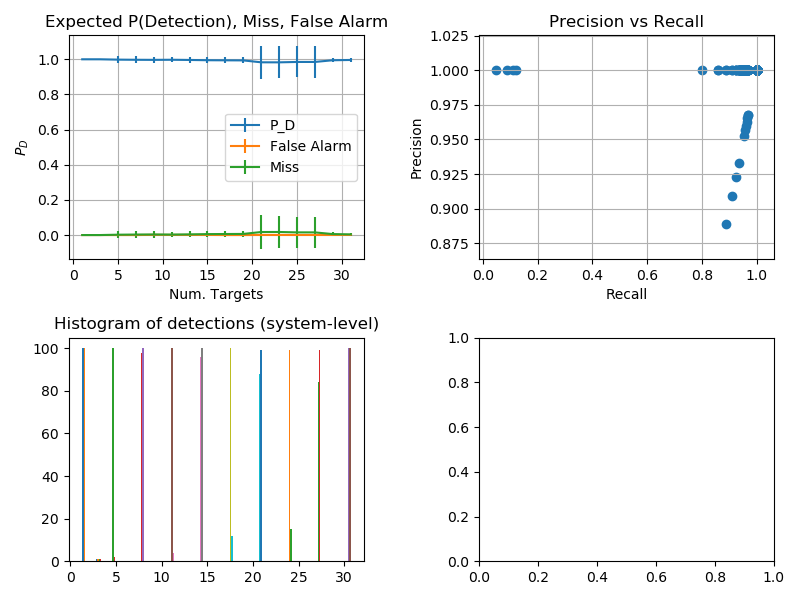 Expected P(Detection), Miss, False Alarm
1.0
0.8
0.6
0.4
0.2
0.0
P_D
P_D
False Alarm
Miss
0 5 10 15 20 25 30
Num. Targets
Precision vs Recall
1.025
1.000
0.975
0.950
0.925
0.900
0.875
Precision
0.0 0.2 0.4 0.6 0.8 1.0
Recall
Histogram of detections (system-level)
100
80
60
40
20
0
0 5 10 15 20 25 30
1.0
0.8
0.6
0.4
0.2
0.0
0.0 0.2 0.4 0.6 0.8 1.0